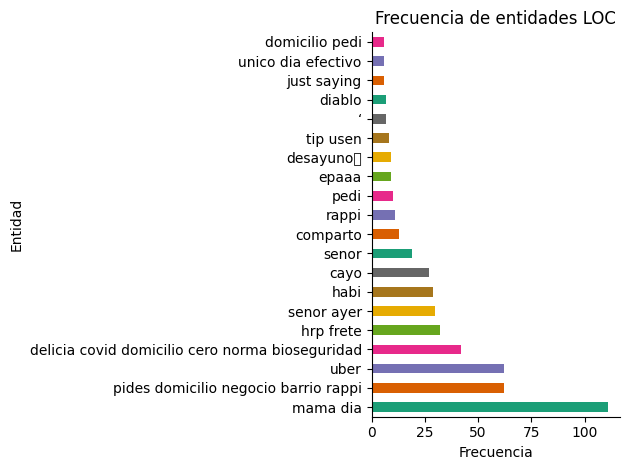 Frecuencia de entidades LOC
domicilio pedi
unico dia efectivo
just saying
diablo
‘
tip usen
desayuno
epaaa
pedi
rappi
comparto
senor
cayo
habi
senor ayer
hrp frete
delicia covid domicilio cero norma bioseguridad
uber
pides domicilio negocio barrio rappi
mama dia
Entidad
0 25 50 75 100
Frecuencia